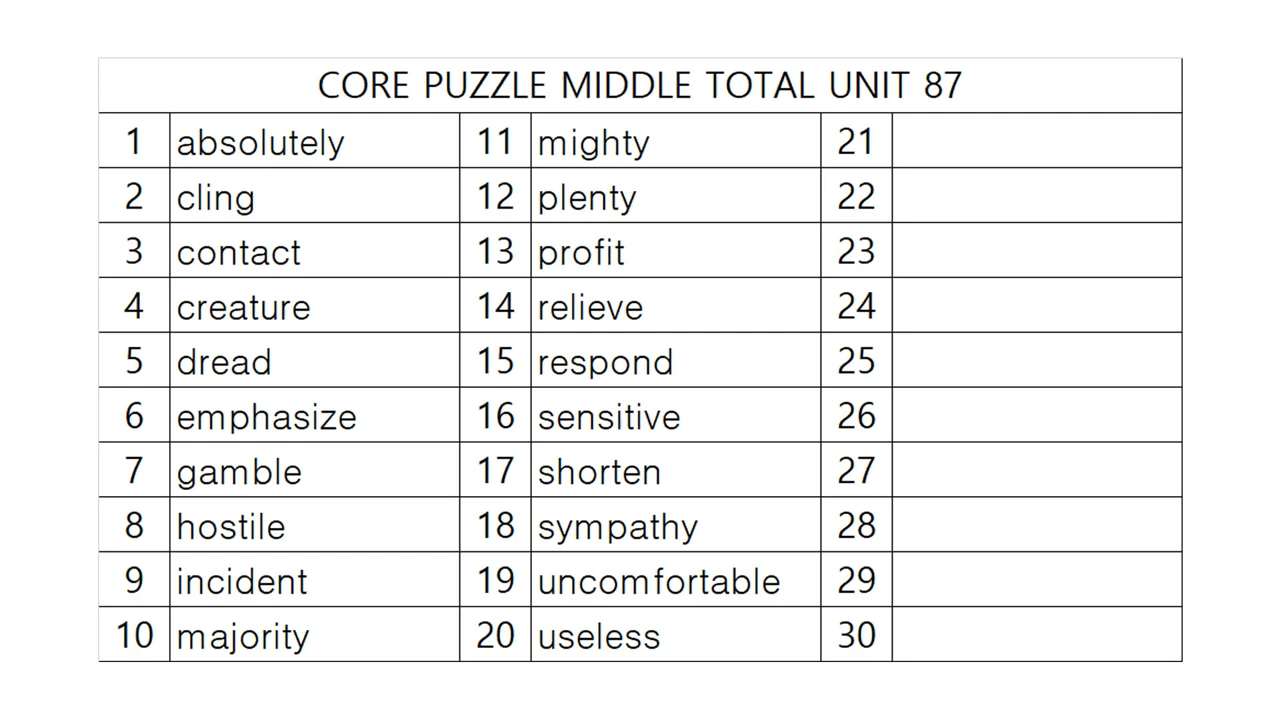 CORE PUZZLE MIDDLE TOTAL UNIT 87
1 absolutely 11 mighty 21
2 cling 12 plenty 22
3 contact 13 profit 23
4 creature 14 relieve 24
5 dread 15 respond 25
6 emphasize 16 sensitive 26
7 gamble 17 shorten 27
8 hostile 18 sympathy 28
9 incident 19 uncomfortable 29
10 majority 20 useless 30